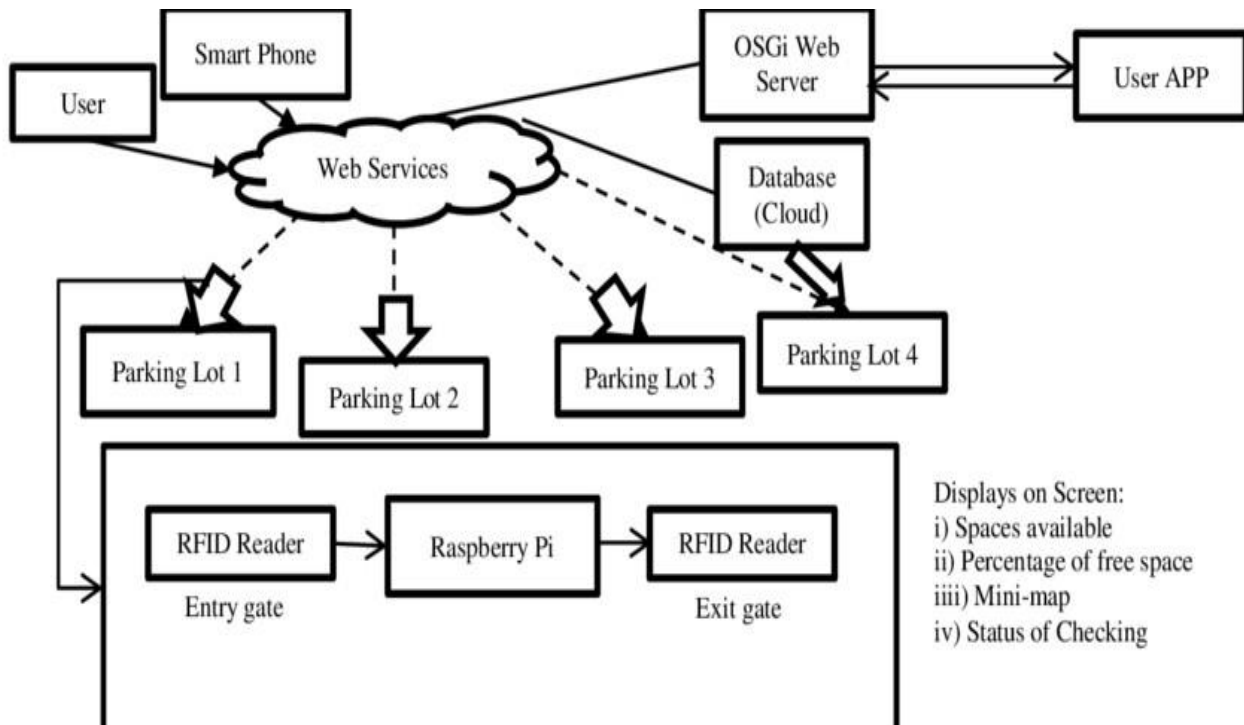 Smart Phone
User
OSGi Web
Server
User APP
Web Services
Database
(Cloud)
Parking Lot 1
Parking Lot 2
Parking Lot 3
Parking Lot 4
RFID Reader
Raspberry Pi
RFID Reader
Entry gate
Exit gate
Displays on Screen:
i) Spaces available
ii) Percentage of free space
iiii) Mini-map
iv) Status of Checking